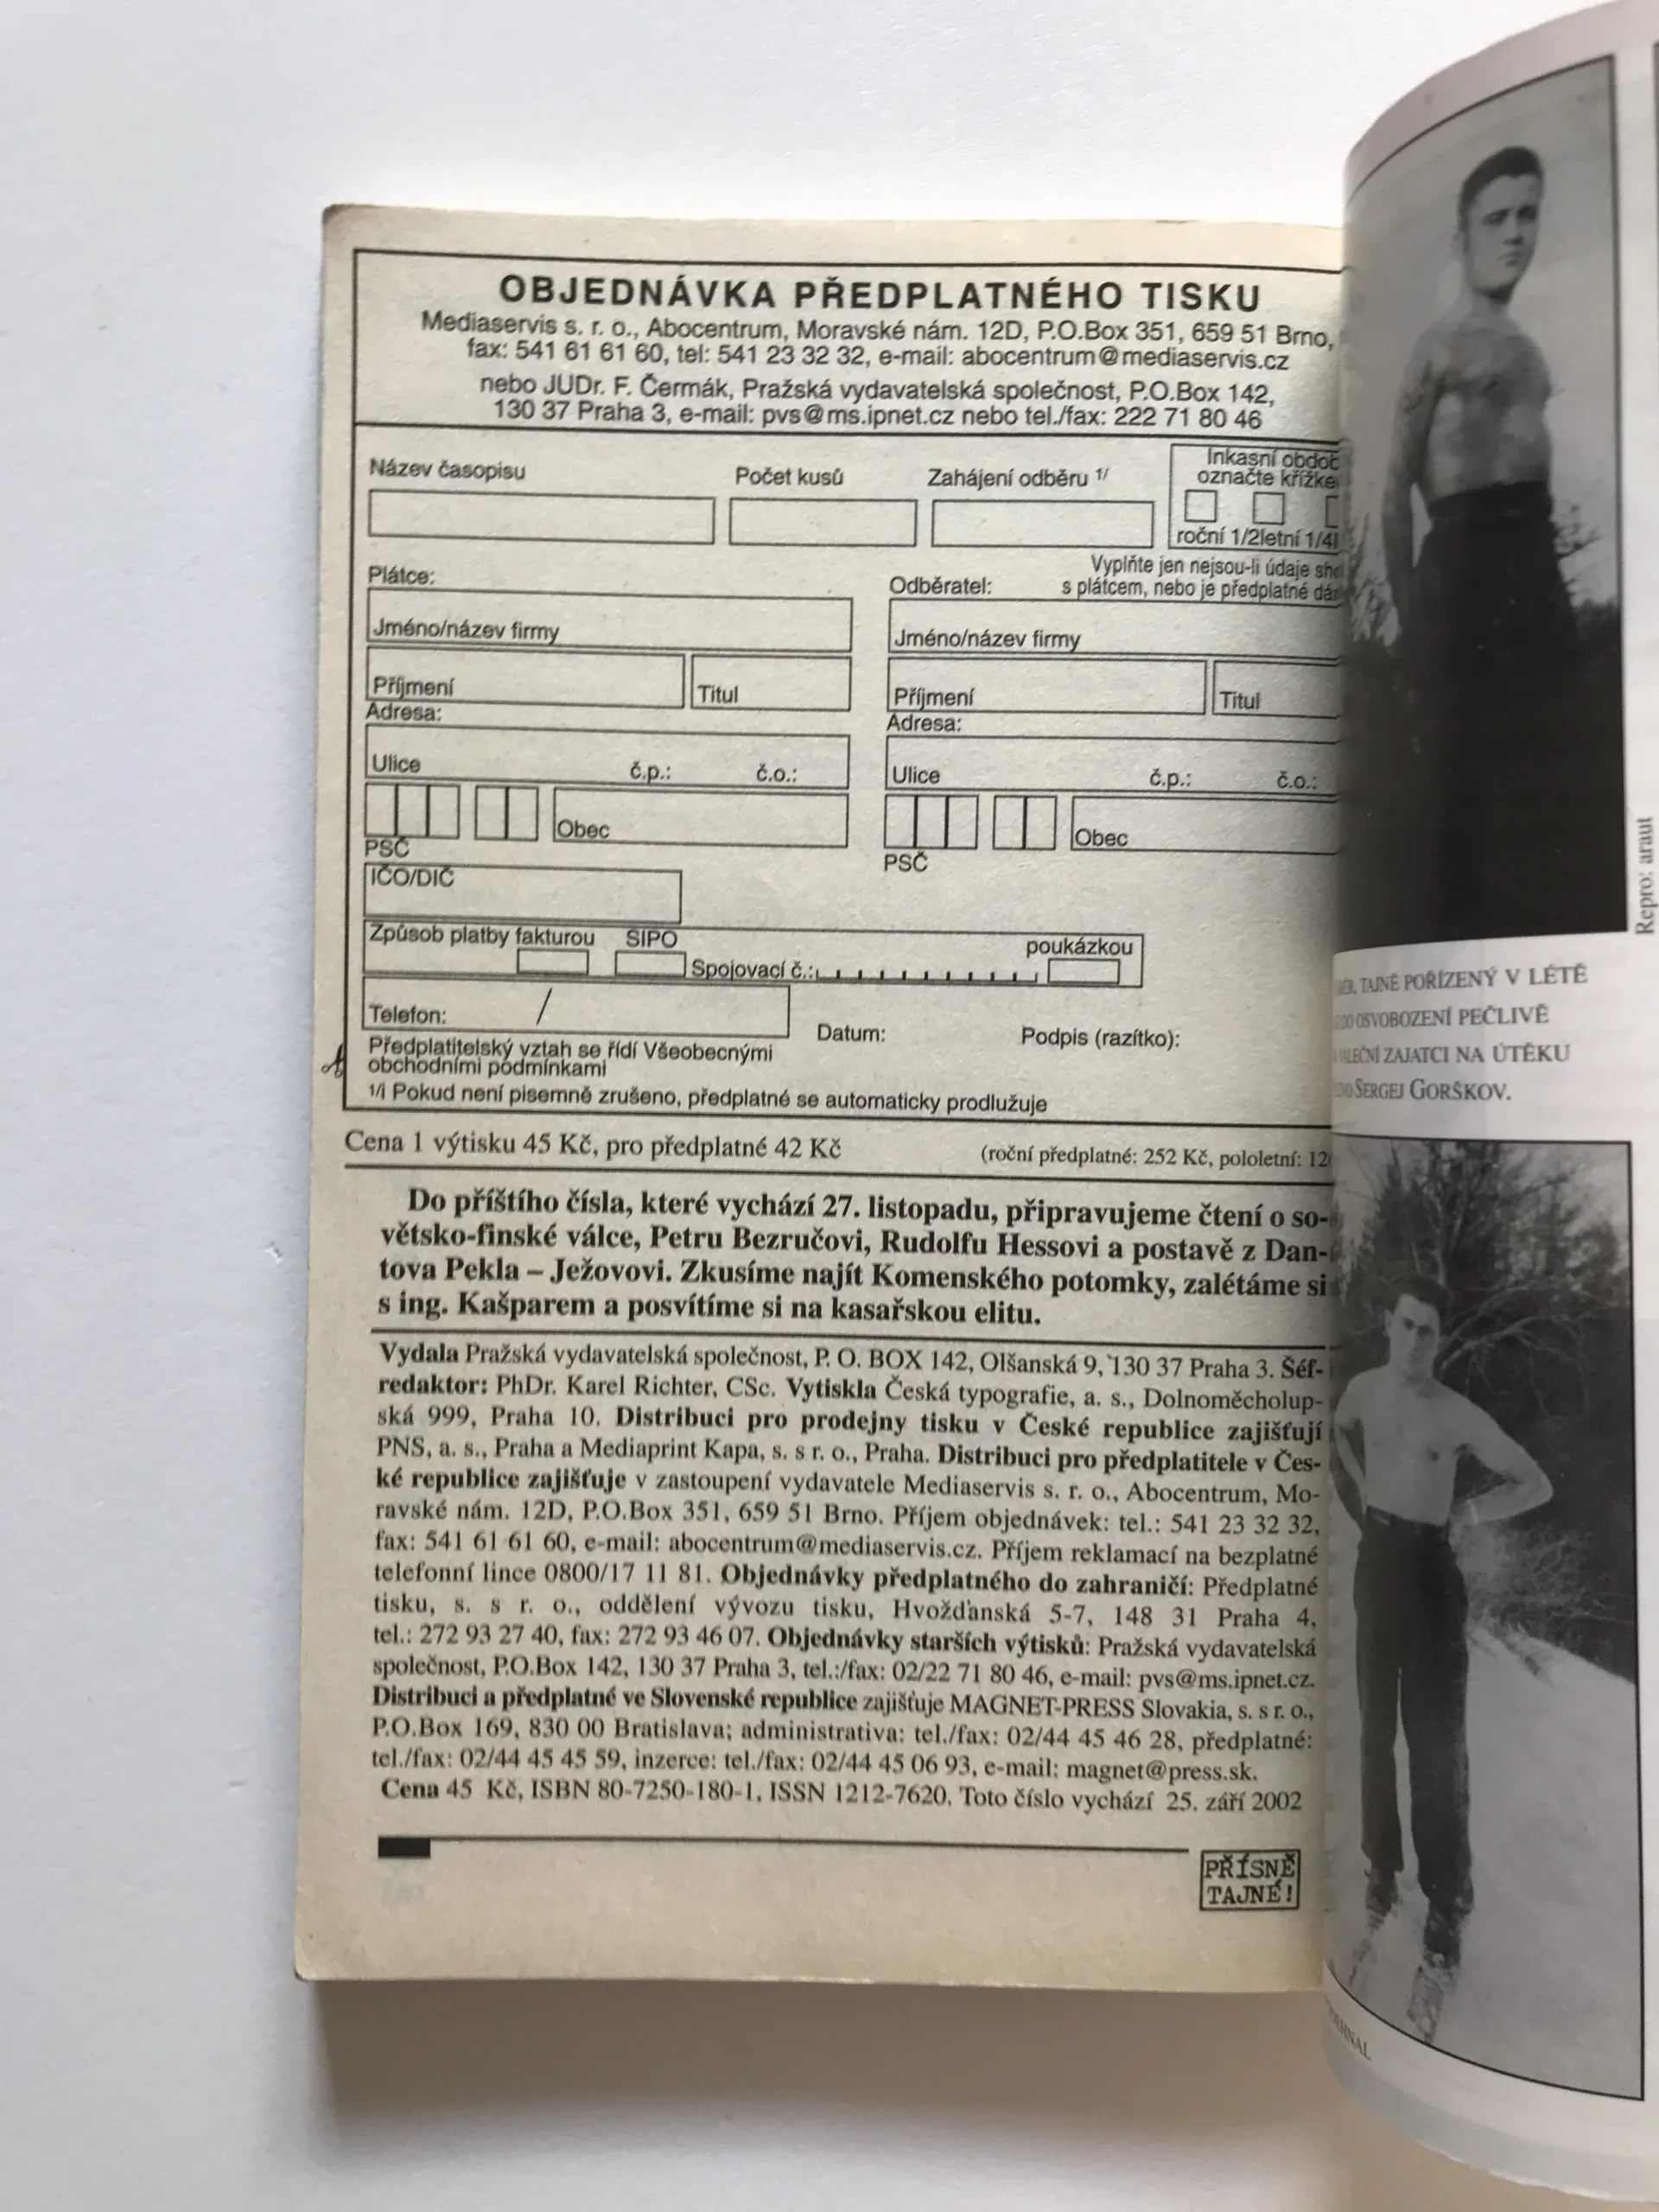 OBJEDNÁVKA PŘEDPLATNÉHO TISKU
Mediaservis s. r. o., Abocentrum, Moravské nám. 12D, P.O.Box 351, 659 51 Brno,
fax: 541 61 61 60, tel: 541 23 32 32, e-mail: abocentrum@mediaservis.cz
nebo JUDr. F. Čermák, Pražská vydavatelská společnost, P.O.Box 142,
130 37 Praha 3, e-mail: pvs@ms.ipnet.cz nebo tel./fax: 222 71 80 46
Název časopisu
Počet kusů
Zahájení odběru 1/
Inkasní
označte
roční 1/2letní
Plátce:
Odběratel:
Vyplňte jen nejsou-li údaje
s plátcem, nebo je předplatné
Jméno/název firmy
Jméno/název firmy
Příjmení
Titul
Příjmení
Titul
Adresa:
Adresa:
Ulice č.p.: č.o.:
Ulice č.p.: č.o.:
Obec
Obec
PSČ
PSČ
IČO/DIČ
Způsob platby fakturou SIPO
poukázkou
Spojovací č.:
Telefon: /
Datum:
Podpis (razítko):
Předplatitelský vztah se řídí Všeobecnými
obchodními podmínkami
1/i Pokud není pisemně zrušeno, předplatné se automaticky prodlužuje
Cena 1 výtisku 45 Kč, pro předplatné 42 Kč
(roční předplatné: 252 Kč, pololetní:
Do příštího čísla, které vychází 27. listopadu, připravujeme čtení o so-
větsko-finské válce, Petru Bezručovi, Rudolfu Hessovi a postavě z Dan-
tova Pekla – Ježovovi. Zkusíme najít Komenského potomky, zalétáme si
s ing. Kašparem a posvítíme si na kasařskou elitu.
Vydala Pražská vydavatelská společnost, P. O. BOX 142, Olšanská 9, 130 37 Praha 3. Šéf-
redaktor: PhDr. Karel Richter, CSc. Vytiskla Česká typografie, a. s., Dolnoměcholup-
ská 999, Praha 10. Distribuci pro prodejny tisku v České republice zajišťují
PNS, a. s., Praha a Mediaprint Kapa, s. s r. o., Praha. Distribuci pro předplatitele v Čes-
ké republice zajišťuje v zastoupení vydavatele Mediaservis s. r. o., Abocentrum, Mo-
ravské nám. 12D, P.O.Box 351, 659 51 Brno. Příjem objednávek: tel.: 541 23 32 32,
fax: 541 61 61 60, e-mail: abocentrum@mediaservis.cz. Příjem reklamací na bezplatné
telefonní lince 0800/17 11 81. Objednávky předplatného do zahraničí: Předplatné
tisku, s. s r. o., oddělení vývozu tisku, Hvožďanská 5-7, 148 31 Praha 4,
tel.: 272 93 27 40, fax: 272 93 46 07. Objednávky starších výtisků: Pražská vydavatelská
společnost, P.O.Box 142, 130 37 Praha 3, tel.:/fax: 02/22 71 80 46, e-mail: pvs@ms.ipnet.cz.
Distribuci a předplatné ve Slovenské republice zajišťuje MAGNET-PRESS Slovakia, s. s r. o.,
P.O.Box 169, 830 00 Bratislava; administrativa: tel./fax: 02/44 45 46 28, předplatné:
tel./fax: 02/44 45 45 59, inzerce: tel./fax: 02/44 45 06 93, e-mail: magnet@press.sk.
Cena 45 Kč, ISBN 80-7250-180-1, ISSN 1212-7620. Toto číslo vychází 25. září 2002
PŘÍSNĚ
TAJNÉ!
Repro: araut
TAJNĚ POŘÍZENÝ V LÉTĚ
DO OSVOBOZENÍ PEČLIVĚ
ZAJATCI NA ÚTĚKU
SERGEJ GORŠKOV.